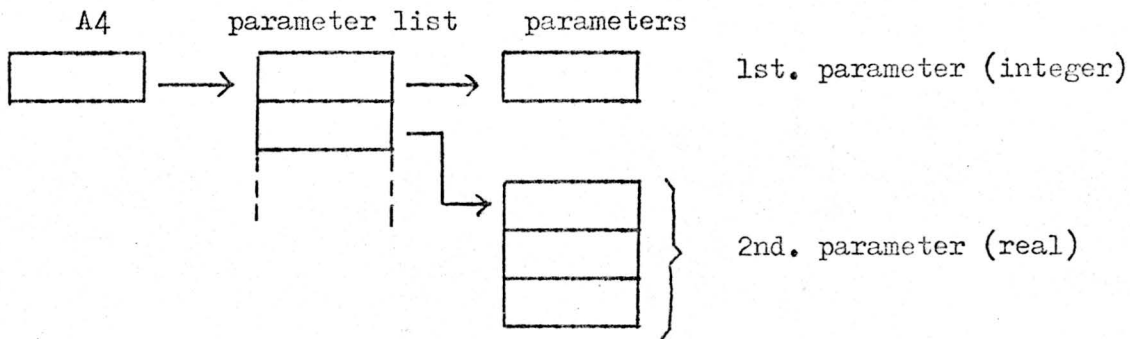 A4 parameter list parameters
1st. parameter (integer)
2nd. parameter (real)